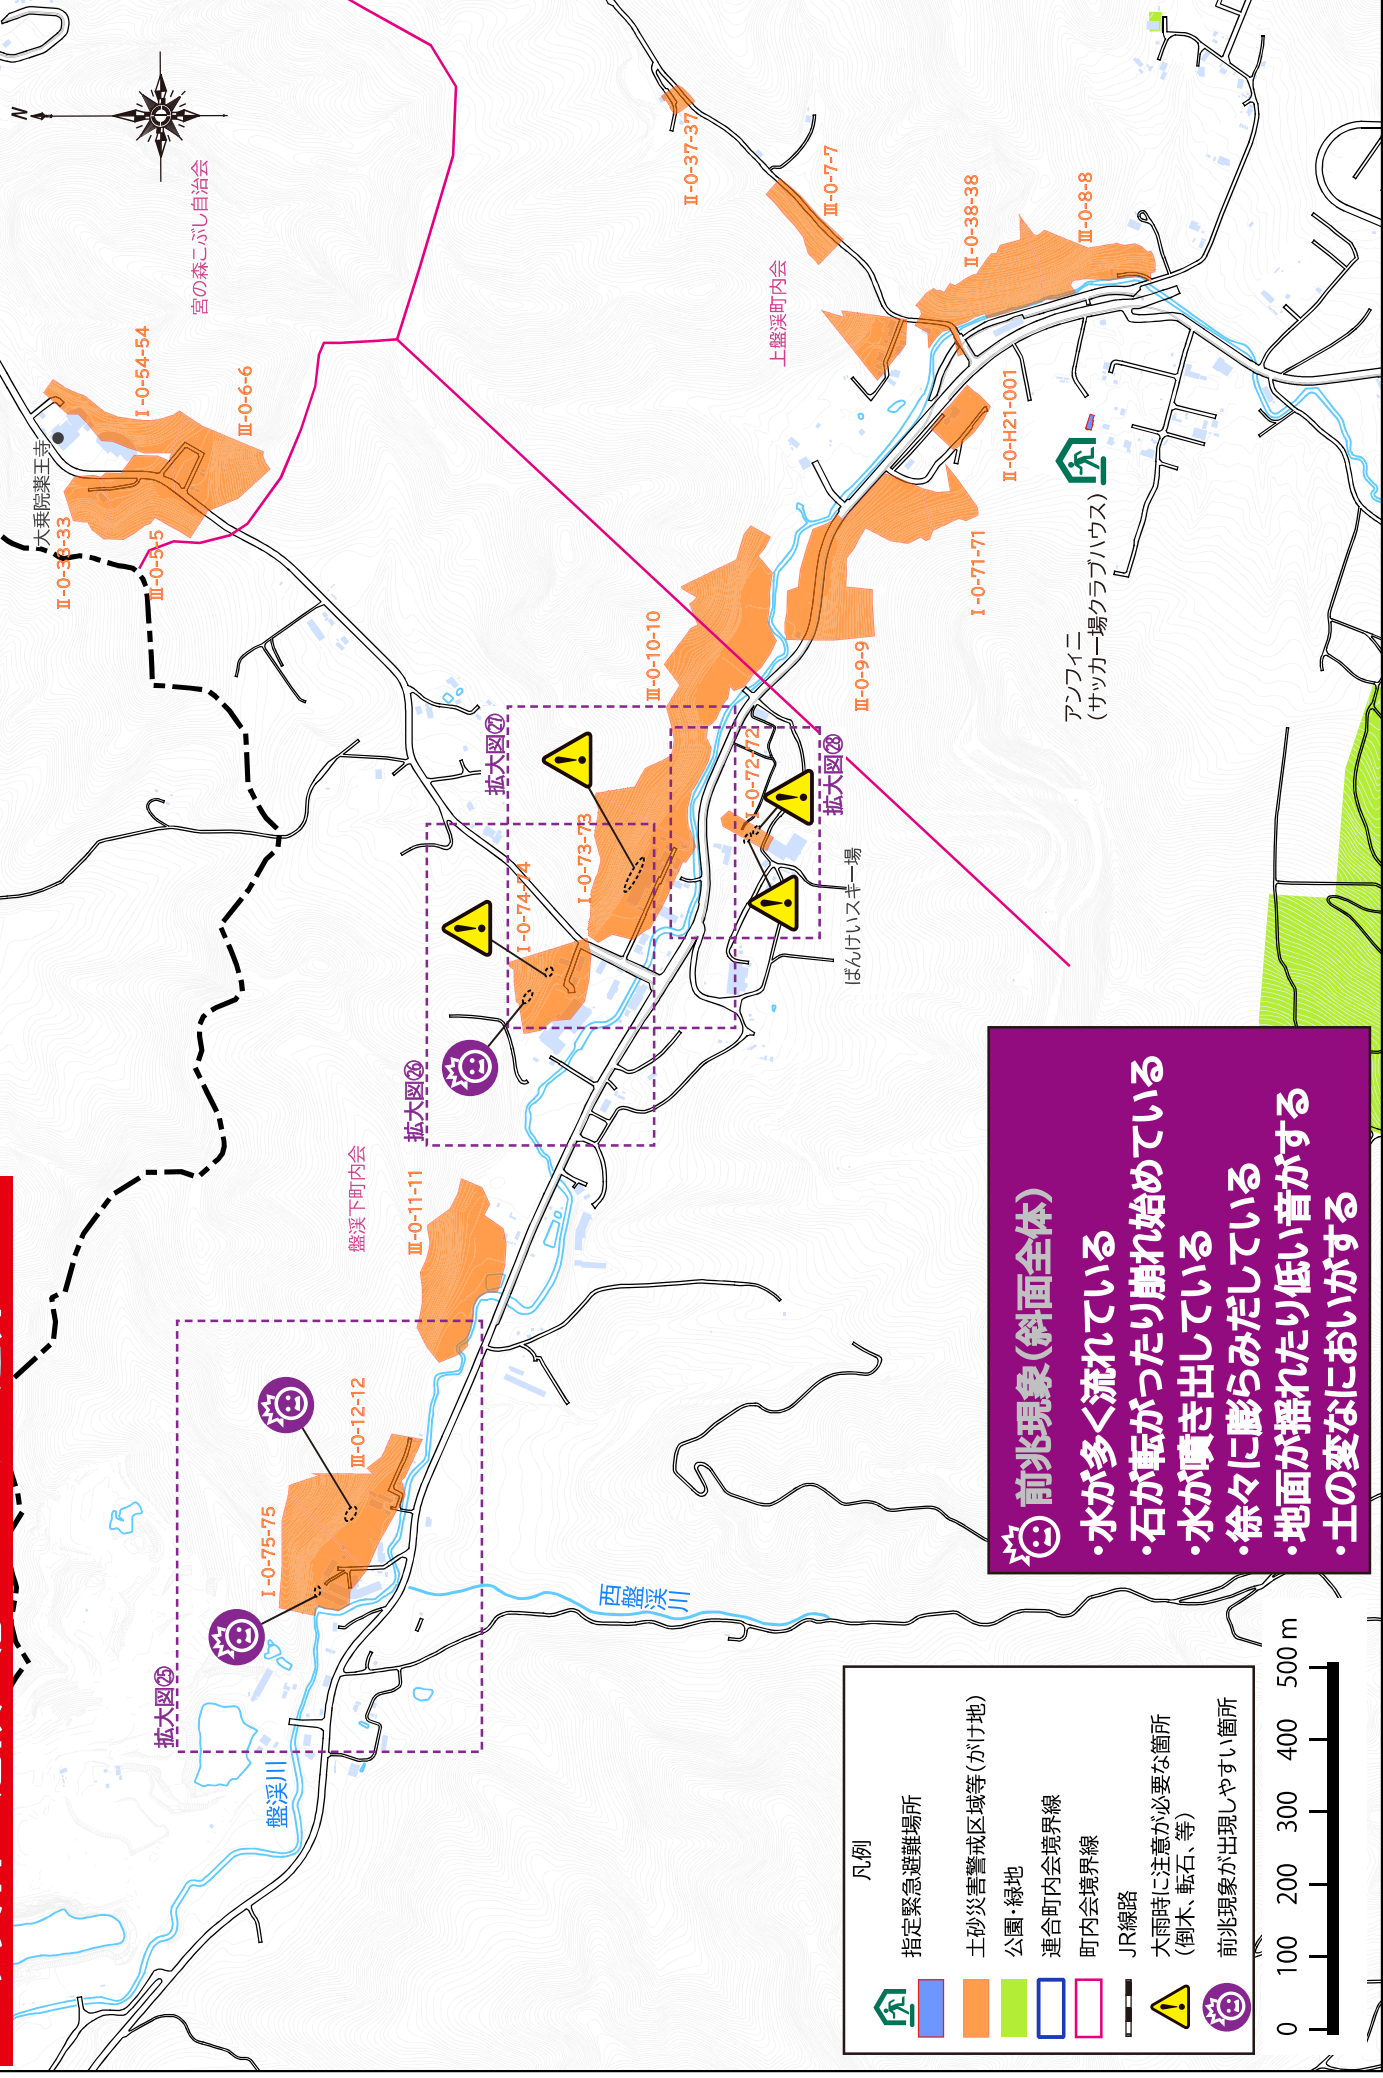 N
宮の森こぶし自治会
大乗院薬王寺
Ⅰ-0-54-54
Ⅲ-0-6-6
Ⅱ-0-33-33
Ⅲ-0-5-5
Ⅱ-0-37-37
Ⅲ-0-7-7
上盤渓町内会
Ⅱ-0-38-38
Ⅲ-0-8-8
Ⅱ-0-H21-001
Ⅰ-0-71-71
Ⅲ-0-9-9
Ⅲ-0-10-10
アンフィニ
（サッカー場クラブハウス）
拡大図㉗
拡大図㉘
Ⅰ-0-72-72
Ⅰ-0-73-73
Ⅰ-0-74-74
ばんけいスキー場
拡大図㉖
盤渓下町内会
Ⅲ-0-11-11
Ⅲ-0-12-12
Ⅰ-0-75-75
拡大図㉕
盤渓川
西盤渓川
前兆現象（斜面全体）
・水が多く流れている
・石が転がったり崩れ始めている
・水が噴き出している
・徐々に膨らみだしている
・地面が揺れたり低い音がする
・土の変なにおいがする
凡例
指定緊急避難場所
土砂災害警戒区域等（がけ地）
公園・緑地
連合町内会境界線
町内会境界線
JR線路
大雨時に注意が必要な箇所
（倒木、転石、等）
前兆現象が出現しやすい箇所
0 100 200 300 400 500 m